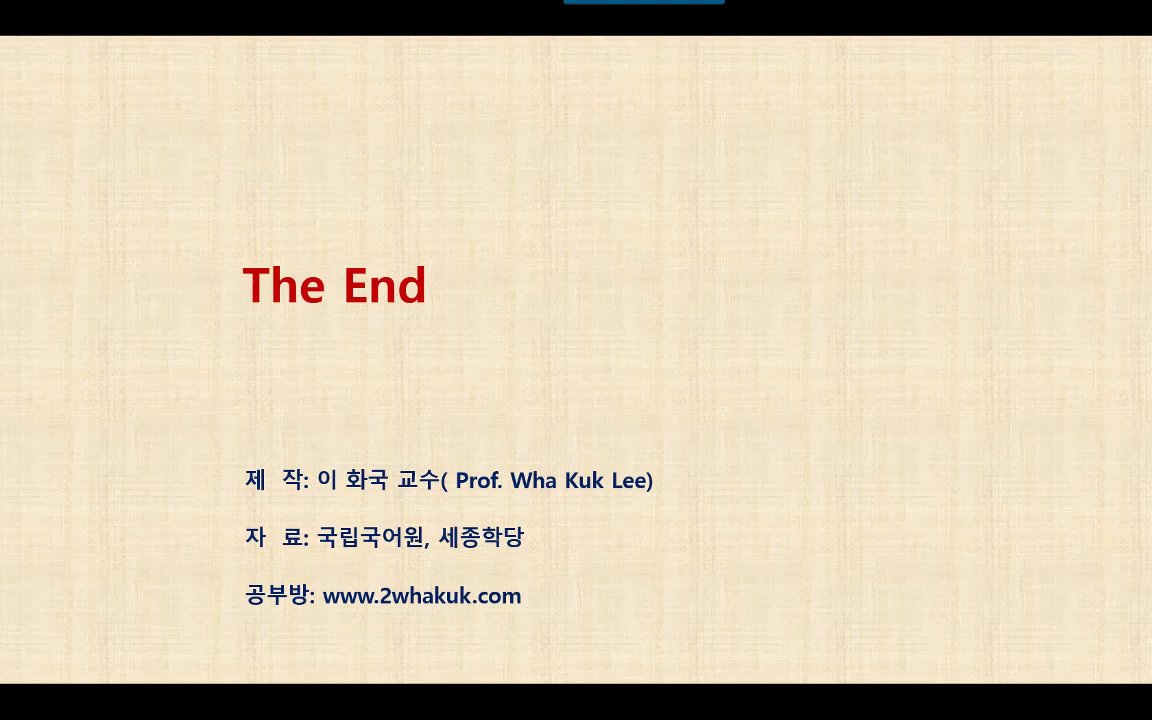 The End
제 작: 이 화국 교수( Prof. Wha Kuk Lee)
자 료: 국립국어원, 세종학당
공부방: www.2whakuk.com